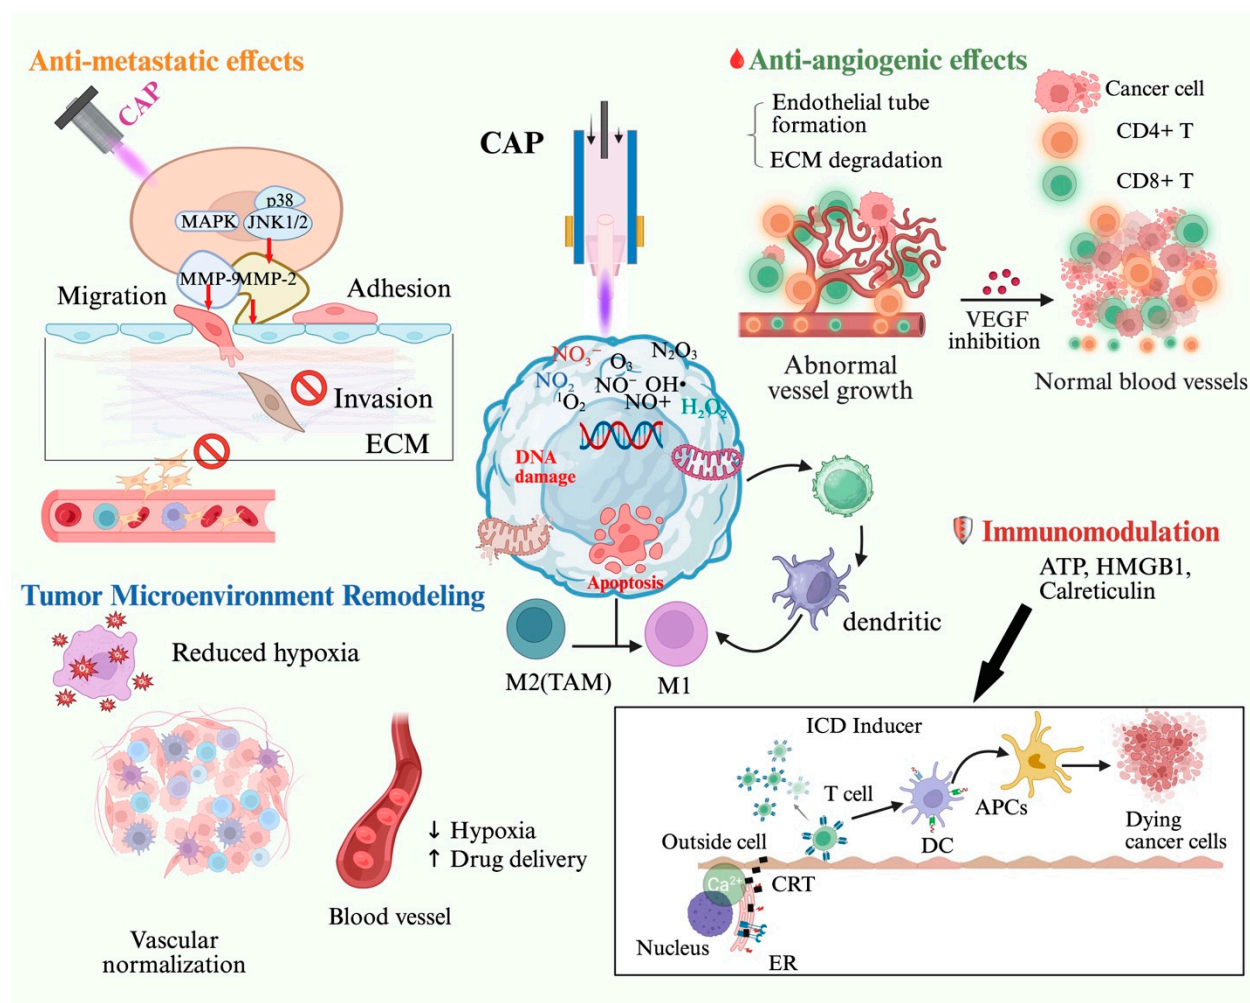 Anti-metastatic effects
CAP
p38
MAPK
JNK1/2
MMP-9
MMP-2
Migration
Adhesion
Invasion
ECM
CAP
NO₃⁻
O₃
N₂O₃
NO₂
NO⁻
OH•
¹O₂
NO+
H₂O₂
DNA
damage
Apoptosis
M2(TAM)
M1
dendritic
Anti-angiogenic effects
Endothelial tube
formation
ECM degradation
Cancer cell
CD4+ T
CD8+ T
Abnormal
vessel growth
VEGF
inhibition
Normal blood vessels
Tumor Microenvironment Remodeling
Reduced hypoxia
↓ Hypoxia
↑ Drug delivery
Blood vessel
Vascular
normalization
Immunomodulation
ATP, HMGB1,
Calreticulin
ICD Inducer
T cell
DC
APCs
Dying
cancer cells
Outside cell
Ca²⁺
CRT
Nucleus
ER